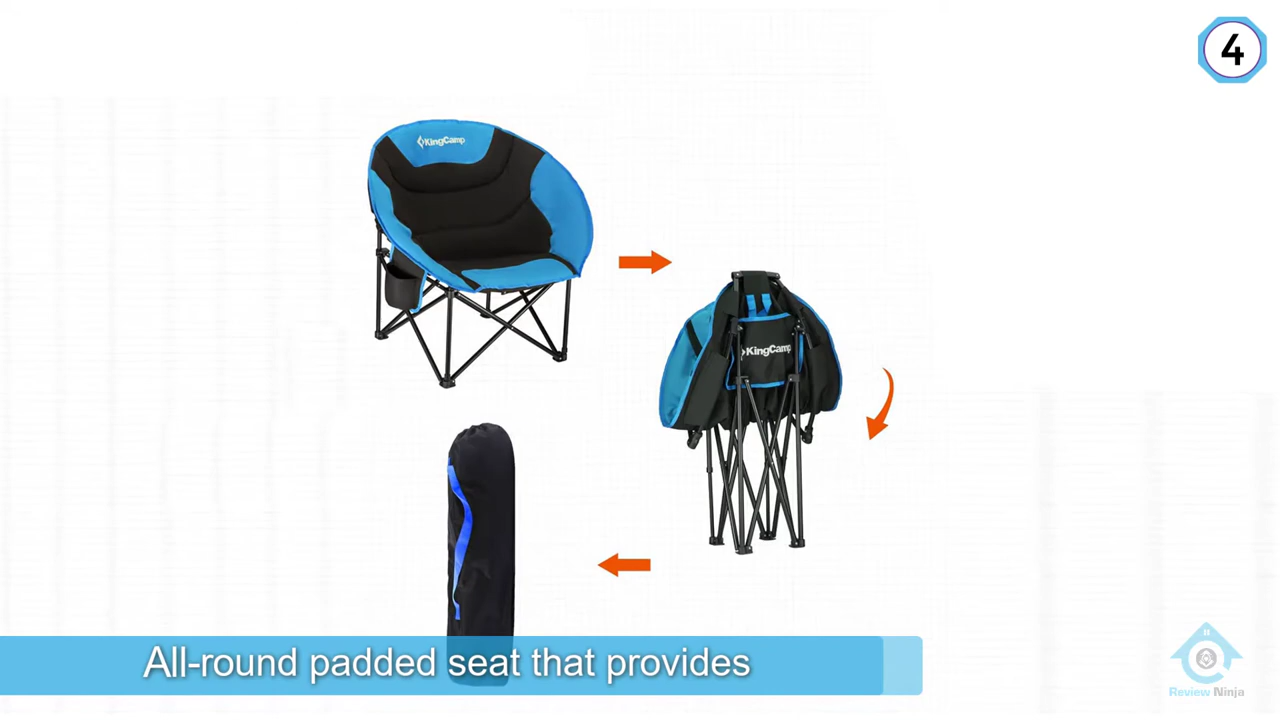 4
KingCamp
KingCamp
All-round padded seat that provides
Review Ninja